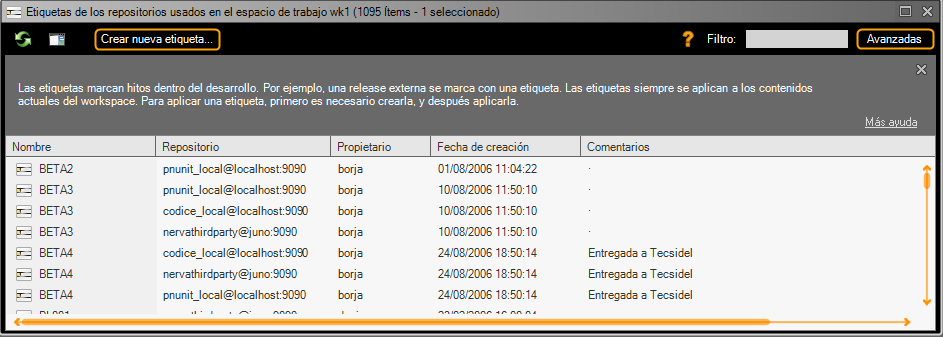 Etiquetas de los repositorios usados en el espacio de trabajo wk1 (1095 Ítems - 1 seleccionado)
Crear nueva etiqueta... ? Filtro: Avanzadas
Las etiquetas marcan hitos dentro del desarrollo. Por ejemplo, una release externa se marca con una etiqueta. Las etiquetas siempre se aplican a los contenidos
actuales del workspace. Para aplicar una etiqueta, primero es necesario crearla, y después aplicarla.
Más ayuda
Nombre Repositorio Propietario Fecha de creación Comentarios
BETA2 pnunit_local@localhost:9090 borja 01/08/2006 11:04:22 .
BETA3 pnunit_local@localhost:9090 borja 10/08/2006 11:50:10 .
BETA3 codice_local@localhost:9090 borja 10/08/2006 11:50:10 .
BETA3 nervathirdparty@juno:9090 borja 10/08/2006 11:50:10 .
BETA4 codice_local@localhost:9090 borja 24/08/2006 18:50:14 Entregada a Tecsidel
BETA4 nervathirdparty@juno:9090 borja 24/08/2006 18:50:14 Entregada a Tecsidel
BETA4 pnunit_local@localhost:9090 borja 24/08/2006 18:50:14 Entregada a Tecsidel